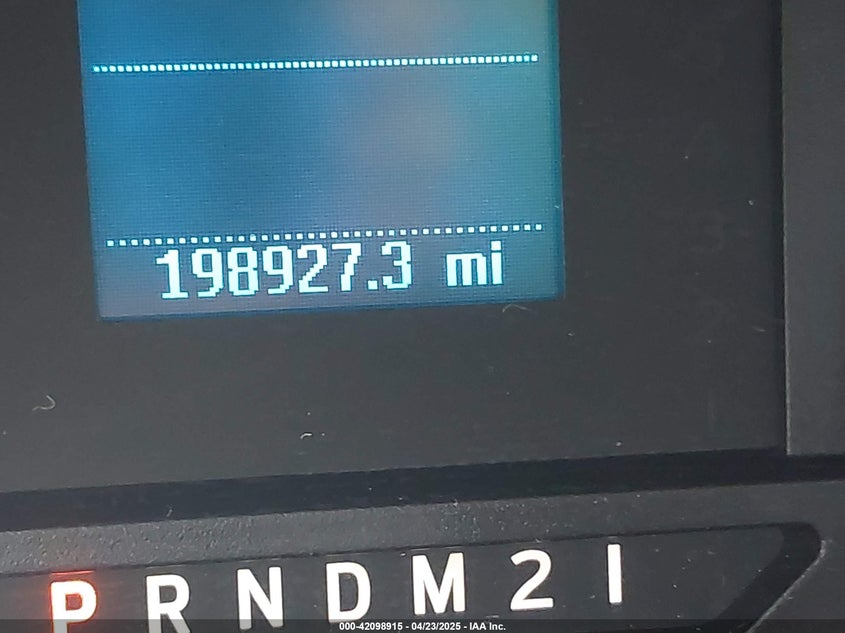 198927.3 mi
P R N D M 2 1
000-42098915 - 04/23/2025 - IAA Inc.